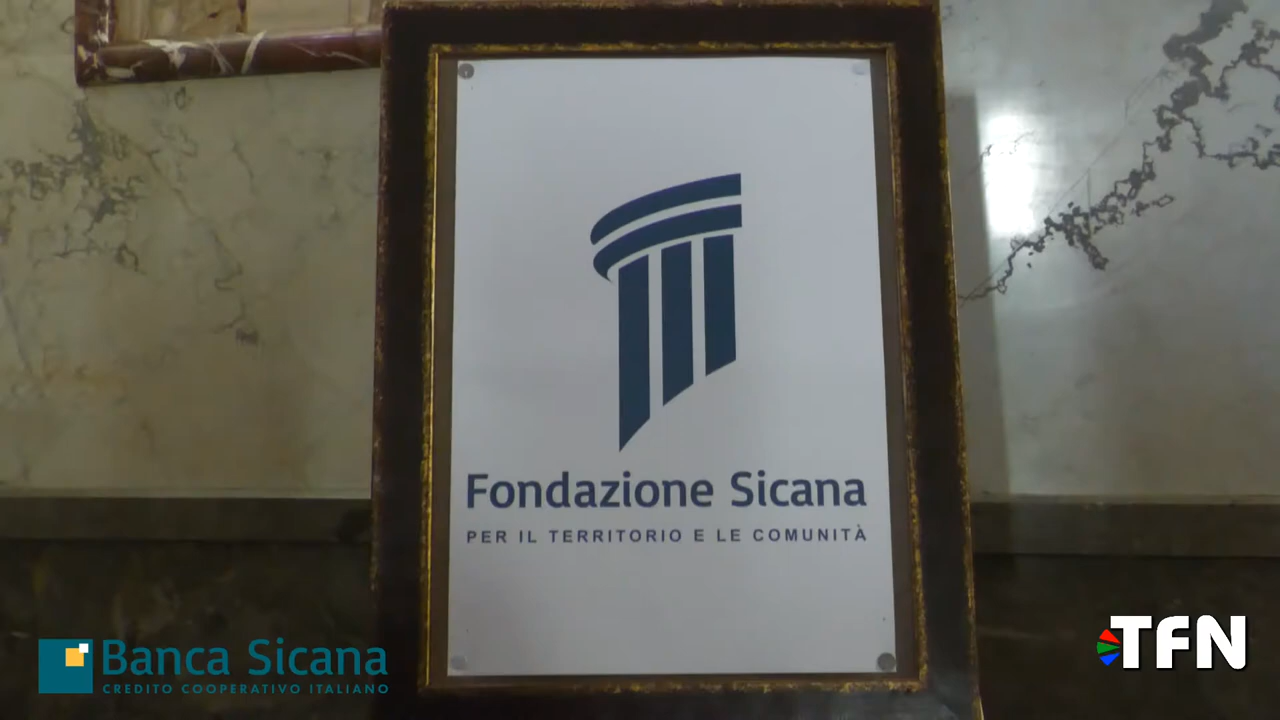 Fondazione Sicana
PER IL TERRITORIO E LE COMUNITÀ
Banca Sicana
CREDITO COOPERATIVO ITALIANO
TFN